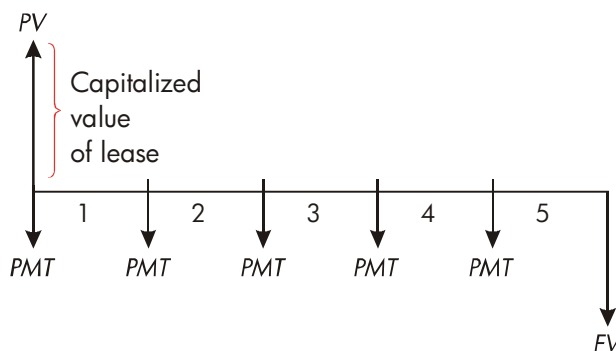 PV
Capitalized
value
of lease
1 2 3 4 5
PMT PMT PMT PMT PMT
FV